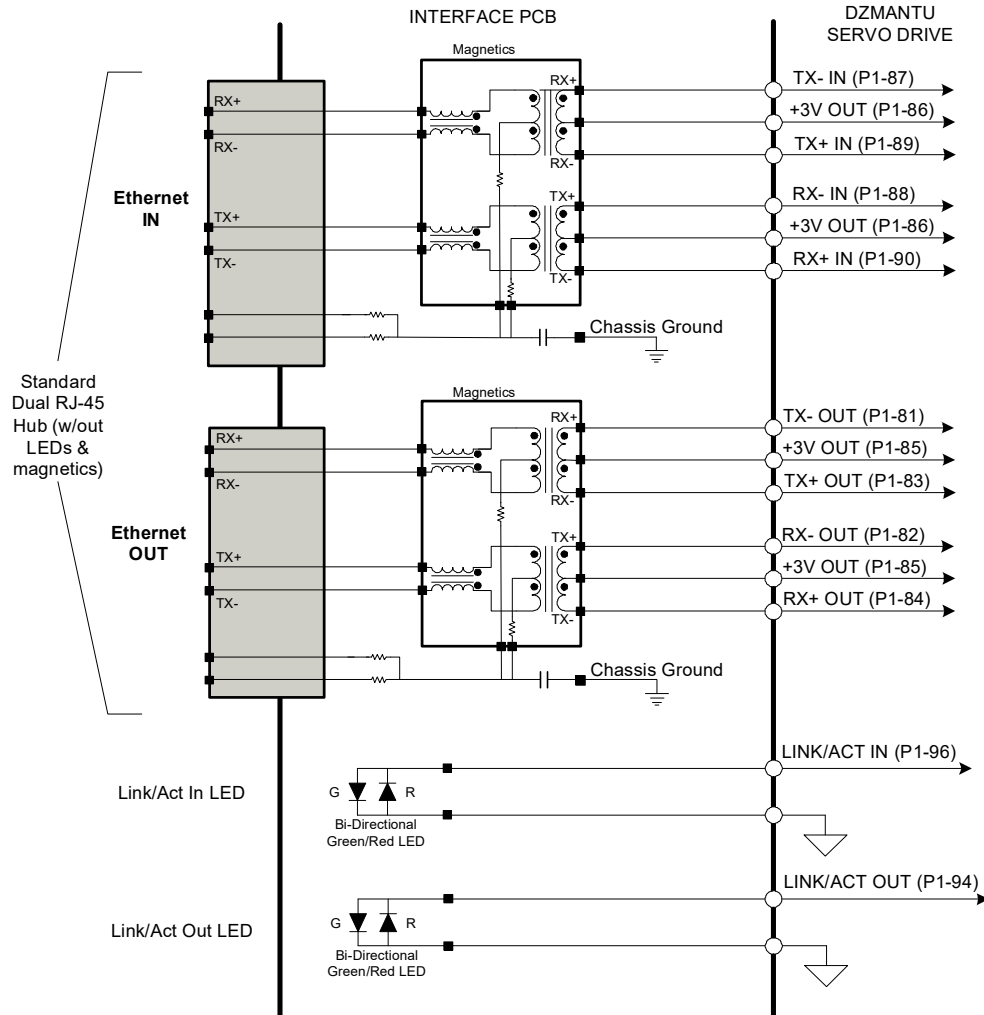 INTERFACE PCB
DZMANTU
SERVO DRIVE
Magnetics
RX+
RX-
TX+
TX-
Ethernet
IN
RX+
RX-
TX+
TX-
TX- IN (P1-87)
+3V OUT (P1-86)
TX+ IN (P1-89)
RX- IN (P1-88)
+3V OUT (P1-86)
RX+ IN (P1-90)
Chassis Ground
Standard
Dual RJ-45
Hub (w/out
LEDs &
magnetics)
Magnetics
RX+
RX-
TX+
TX-
Ethernet
OUT
RX+
RX-
TX+
TX-
TX- OUT (P1-81)
+3V OUT (P1-85)
TX+ OUT (P1-83)
RX- OUT (P1-82)
+3V OUT (P1-85)
RX+ OUT (P1-84)
Chassis Ground
Link/Act In LED
G
R
Bi-Directional
Green/Red LED
LINK/ACT IN (P1-96)
Link/Act Out LED
G
R
Bi-Directional
Green/Red LED
LINK/ACT OUT (P1-94)